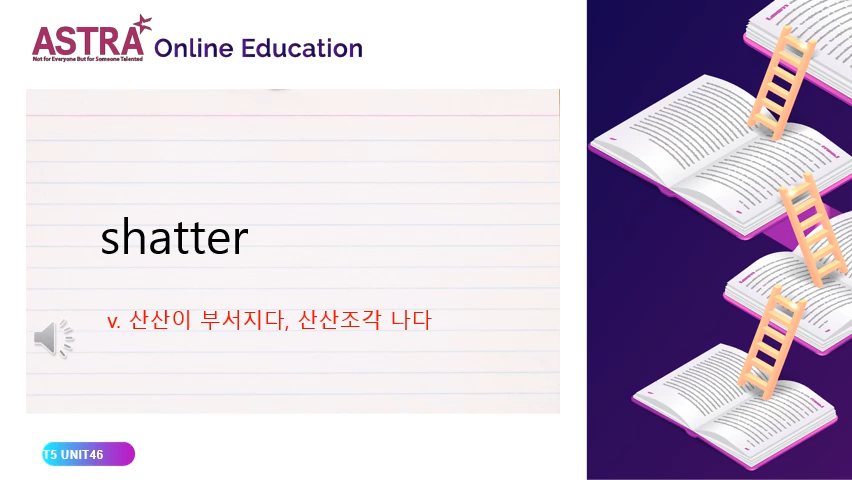 ASTRA Online Education
Not for Everyone But for Someone Talented
shatter
v. 산산이 부서지다, 산산조각 나다
T5 UNIT46